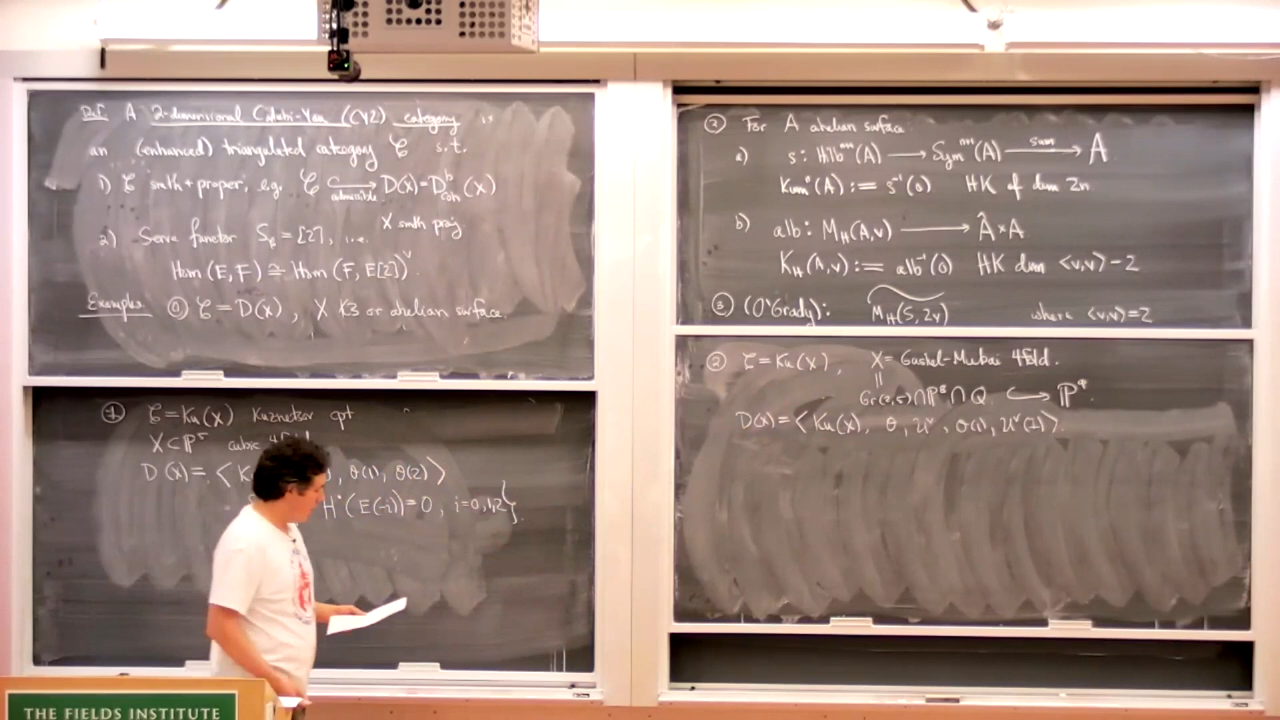 Def A 2-dimensional Calabi-Yau (CY2) category is
an (enhanced) triangulated category 𝒞 s.t.
1) 𝒞 smth + proper, e.g. 𝒞 ↪ D(X) = D^b_coh(X)
admissible
X smth proj
2) Serre functor S_𝒞 = [2], i.e.
Hom(E,F) ≅ Hom(F,E[2])^∨
Examples ⓪ 𝒞 = D(X), X K3 or abelian surface.
① 𝒞 = Ku(X) Kuznetsov cpt
X ⊂ ℙ⁵ cubic
D(X) = ⟨ K , 𝒪(1), 𝒪(2)⟩
H^•(E(-i)) = 0, i=0,1,2}
② For A abelian surface
a) s: Hilb^{n+1}(A) → Sym^{n+1}(A) —sum→ A
Kum^n(A) := s⁻¹(0) HK of dim 2n
b) alb: M_H(A,v) → Â×A
K_H(A,v) := alb⁻¹(0) HK dim <v,v> - 2
③ (O'Grady): M_H(S,2v) where <v,v> = 2
② 𝒞 = Ku(X), X = Gushel-Mukai 4fold.
||
Gr(2,5) ∩ ℙ⁸ ∩ Q ↪ ℙ⁹.
D(X) = ⟨Ku(X), 𝒪, 𝒰^∨, 𝒪(1), 𝒰^∨(1)⟩.
THE FIELDS INSTITUTE